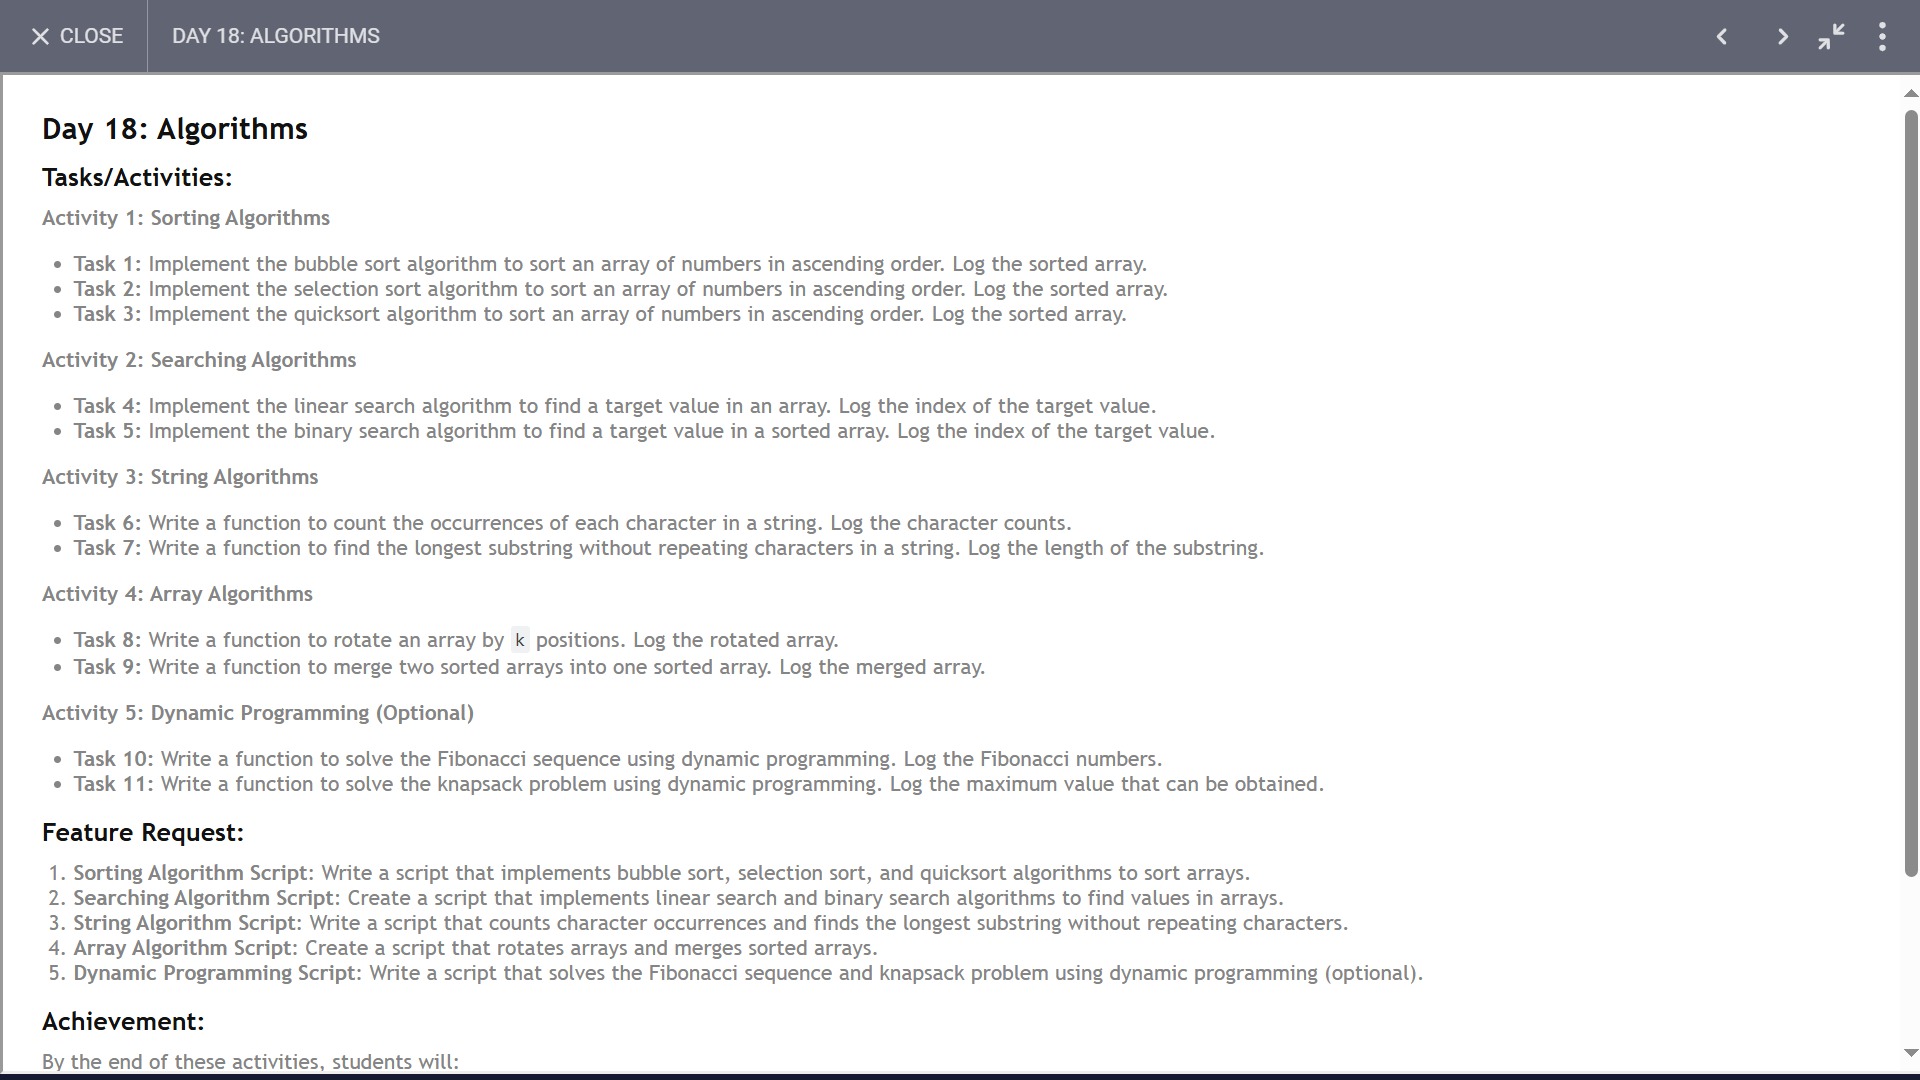 CLOSE
DAY 18: ALGORITHMS
Day 18: Algorithms
Tasks/Activities:
Activity 1: Sorting Algorithms
• Task 1: Implement the bubble sort algorithm to sort an array of numbers in ascending order. Log the sorted array.
• Task 2: Implement the selection sort algorithm to sort an array of numbers in ascending order. Log the sorted array.
• Task 3: Implement the quicksort algorithm to sort an array of numbers in ascending order. Log the sorted array.
Activity 2: Searching Algorithms
• Task 4: Implement the linear search algorithm to find a target value in an array. Log the index of the target value.
• Task 5: Implement the binary search algorithm to find a target value in a sorted array. Log the index of the target value.
Activity 3: String Algorithms
• Task 6: Write a function to count the occurrences of each character in a string. Log the character counts.
• Task 7: Write a function to find the longest substring without repeating characters in a string. Log the length of the substring.
Activity 4: Array Algorithms
• Task 8: Write a function to rotate an array by k positions. Log the rotated array.
• Task 9: Write a function to merge two sorted arrays into one sorted array. Log the merged array.
Activity 5: Dynamic Programming (Optional)
• Task 10: Write a function to solve the Fibonacci sequence using dynamic programming. Log the Fibonacci numbers.
• Task 11: Write a function to solve the knapsack problem using dynamic programming. Log the maximum value that can be obtained.
Feature Request:
1. Sorting Algorithm Script: Write a script that implements bubble sort, selection sort, and quicksort algorithms to sort arrays.
2. Searching Algorithm Script: Create a script that implements linear search and binary search algorithms to find values in arrays.
3. String Algorithm Script: Write a script that counts character occurrences and finds the longest substring without repeating characters.
4. Array Algorithm Script: Create a script that rotates arrays and merges sorted arrays.
5. Dynamic Programming Script: Write a script that solves the Fibonacci sequence and knapsack problem using dynamic programming (optional).
Achievement:
By the end of these activities, students will: